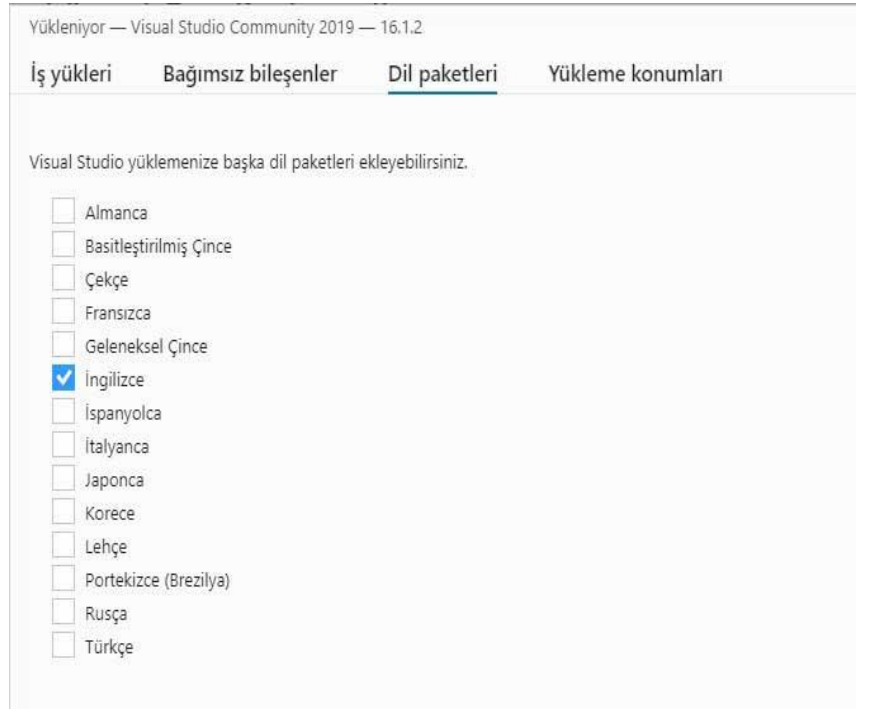 Yükleniyor — Visual Studio Community 2019 — 16.1.2
İş yükleri Bağımsız bileşenler Dil paketleri Yükleme konumları
Visual Studio yüklemenize başka dil paketleri ekleyebilirsiniz.
Almanca
Basitleştirilmiş Çince
Çekçe
Fransızca
Geleneksel Çince
İngilizce
İspanyolca
İtalyanca
Japonca
Korece
Lehçe
Portekizce (Brezilya)
Rusça
Türkçe